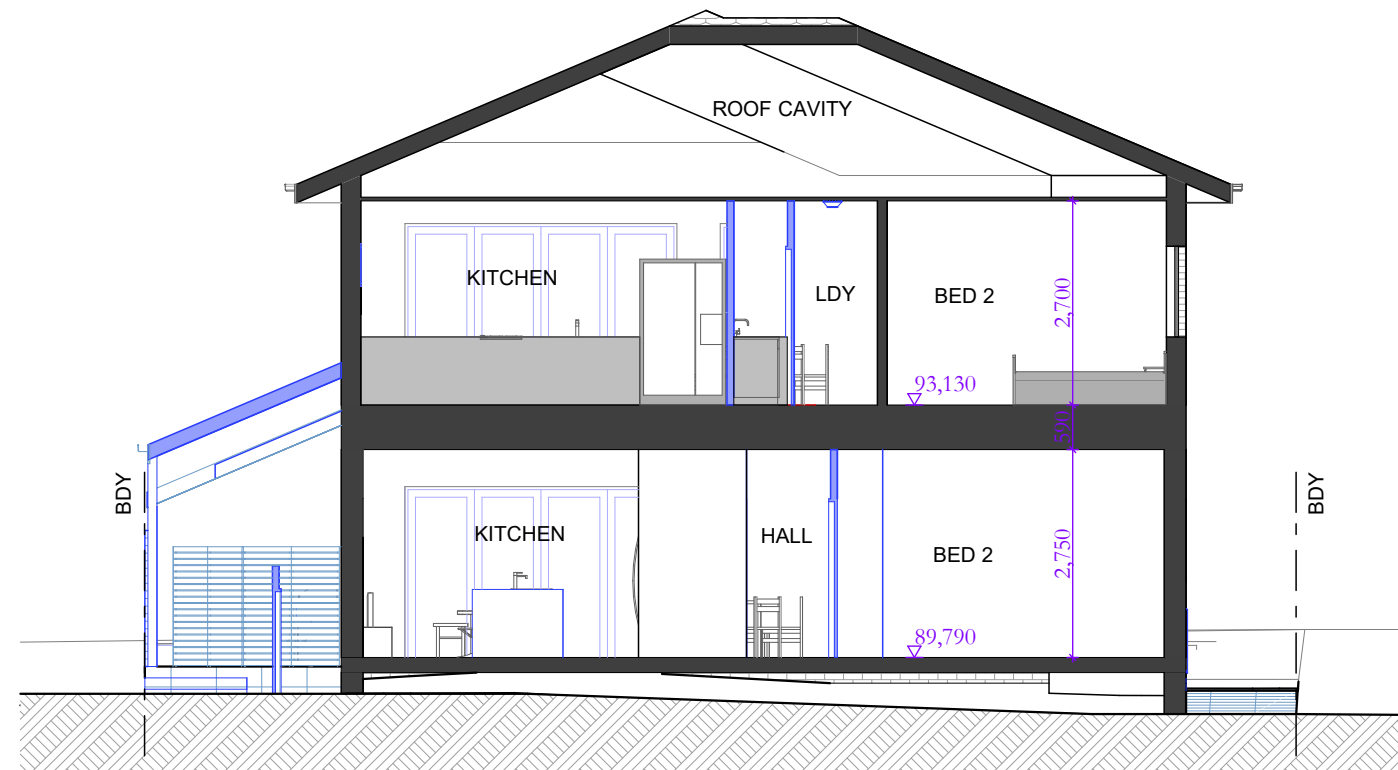 ROOF CAVITY
KITCHEN
LDY
BED 2
2,700
93,130
590
BDY
BDY
KITCHEN
HALL
BED 2
2,750
89,790